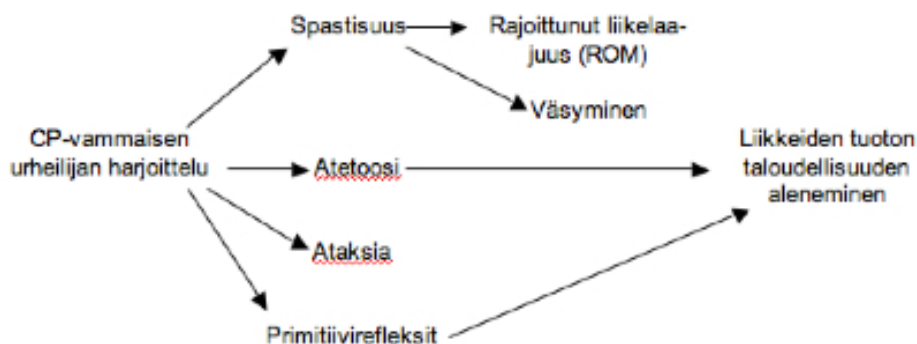 Spastisuus
Rajoittunut liikelaa-
juus (ROM)
Väsyminen
CP-vammaisen
urheilijan harjoittelu
Atetoosi
Liikkeiden tuoton
taloudellisuuden
aleneminen
Ataksia
Primitiivirefleksit